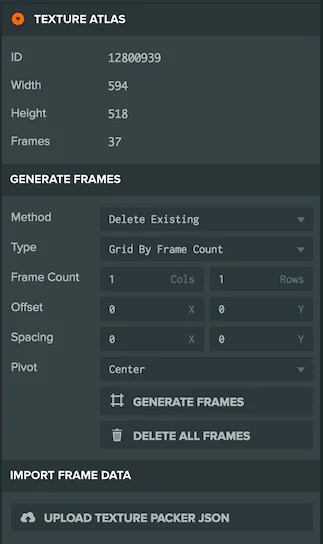 TEXTURE ATLAS
ID 12800939
Width 594
Height 518
Frames 37
GENERATE FRAMES
Method Delete Existing
Type Grid By Frame Count
Frame Count 1 Cols 1 Rows
Offset 0 X 0 Y
Spacing 0 X 0 Y
Pivot Center
GENERATE FRAMES
DELETE ALL FRAMES
IMPORT FRAME DATA
UPLOAD TEXTURE PACKER JSON